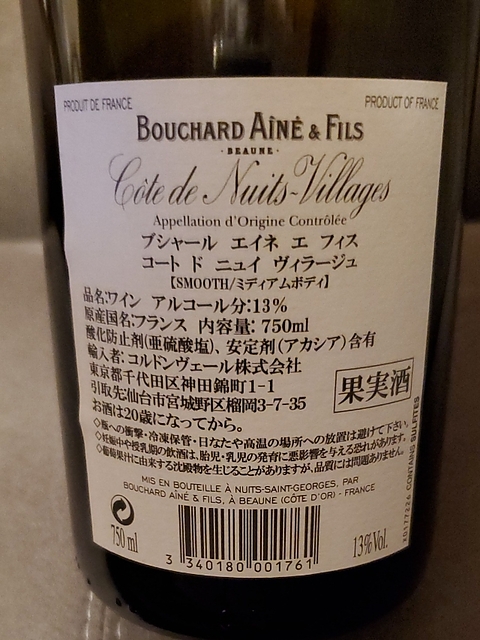 PRODUIT DE FRANCE
PRODUCT OF FRANCE
BOUCHARD AÎNÉ & FILS
· BEAUNE ·
Côte de Nuits-Villages
Appellation d'Origine Contrôlée
ブシャール エイネ エ フィス
コート ド ニュイ ヴィラージュ
【SMOOTH/ミディアムボディ】
品名:ワイン アルコール分:13%
原産国名:フランス 内容量: 750ml
酸化防止剤(亜硫酸塩)、安定剤(アカシア)含有
輸入者:コルドンヴェール株式会社
東京都千代田区神田錦町1-1
引取先仙台市宮城野区榴岡3-7-35
果実酒
お酒は20歳になってから。
◇瓶への衝撃・冷凍保管・日なたや高温の場所への放置は避けて下さい。
◇妊娠中や授乳期の飲酒は、胎児・乳児の発育に悪影響を与える恐れがあります。
◇葡萄果汁に由来する沈殿物を生じることがありますが、品質には問題ありません。
MIS EN BOUTEILLE À NUITS-SAINT-GEORGES, PAR
BOUCHARD AÎNÉ & FILS, À BEAUNE (CÔTE D'OR) - FRANCE
750 ml
13%Vol.
3 340180 001761
CONTAINS SULFITES